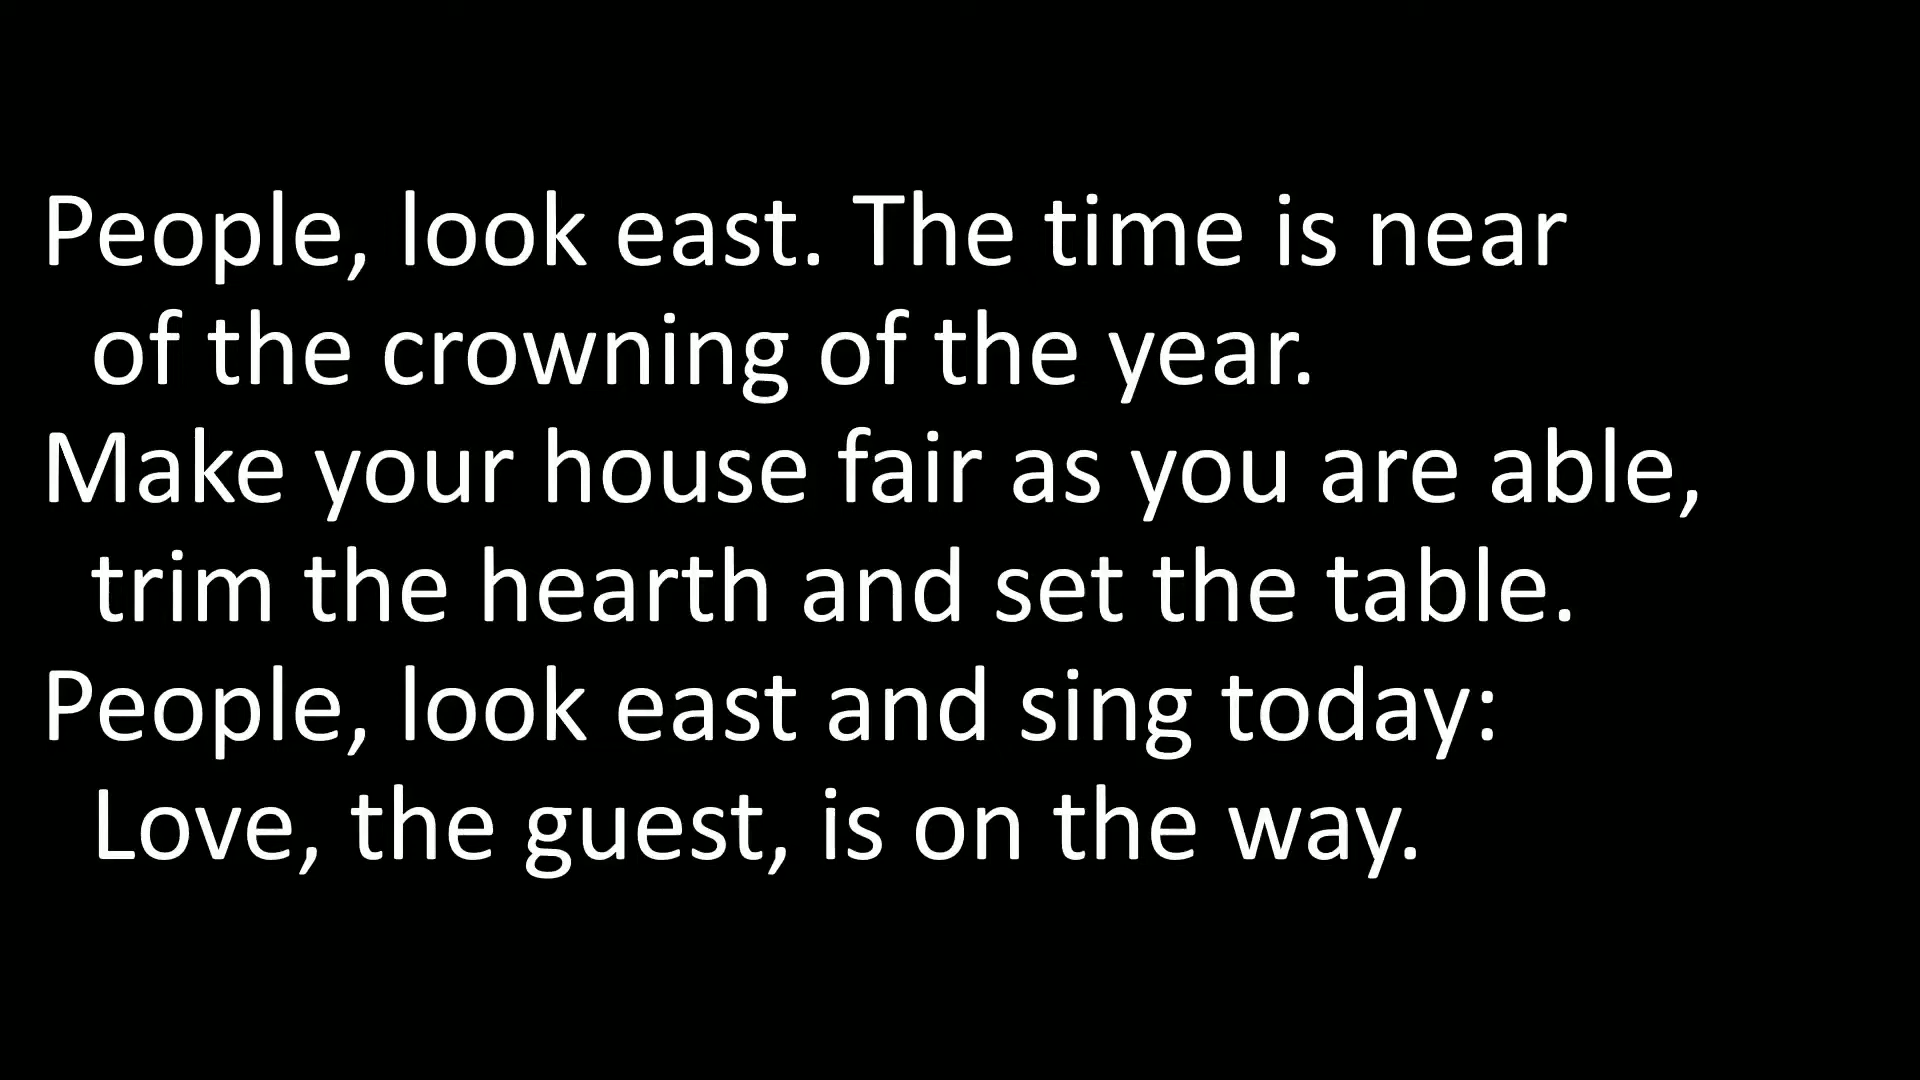 People, look east. The time is near
of the crowning of the year.
Make your house fair as you are able,
trim the hearth and set the table.
People, look east and sing today:
Love, the guest, is on the way.